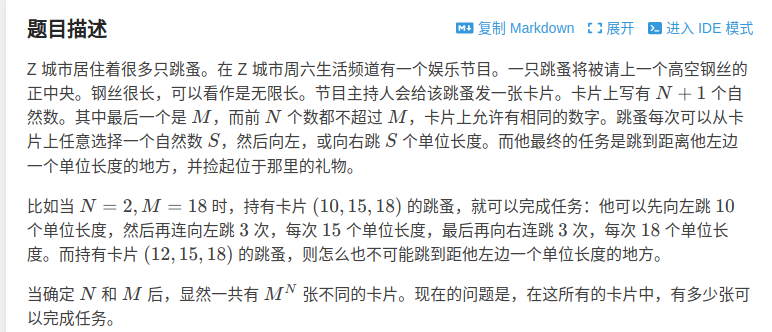 题目描述 复制 Markdown 展开 进入 IDE 模式
Z 城市居住着很多只跳蚤。在 Z 城市周六生活频道有一个娱乐节目。一只跳蚤将被请上一个高空钢丝的
正中央。钢丝很长，可以看作是无限长。节目主持人会给该跳蚤发一张卡片。卡片上写有 N + 1 个自
然数。其中最后一个是 M，而前 N 个数都不超过 M，卡片上允许有相同的数字。跳蚤每次可以从卡
片上任意选择一个自然数 S，然后向左，或向右跳 S 个单位长度。而他最终的任务是跳到距离他左边
一个单位长度的地方，并捡起位于那里的礼物。
比如当 N = 2, M = 18 时，持有卡片 (10, 15, 18) 的跳蚤，就可以完成任务：他可以先向左跳 10
个单位长度，然后再连向左跳 3 次，每次 15 个单位长度，最后再向右连跳 3 次，每次 18 个单位长
度。而持有卡片 (12, 15, 18) 的跳蚤，则怎么也不可能跳到距他左边一个单位长度的地方。
当确定 N 和 M 后，显然一共有 M^N 张不同的卡片。现在的问题是，在这所有的卡片中，有多少张可
以完成任务。